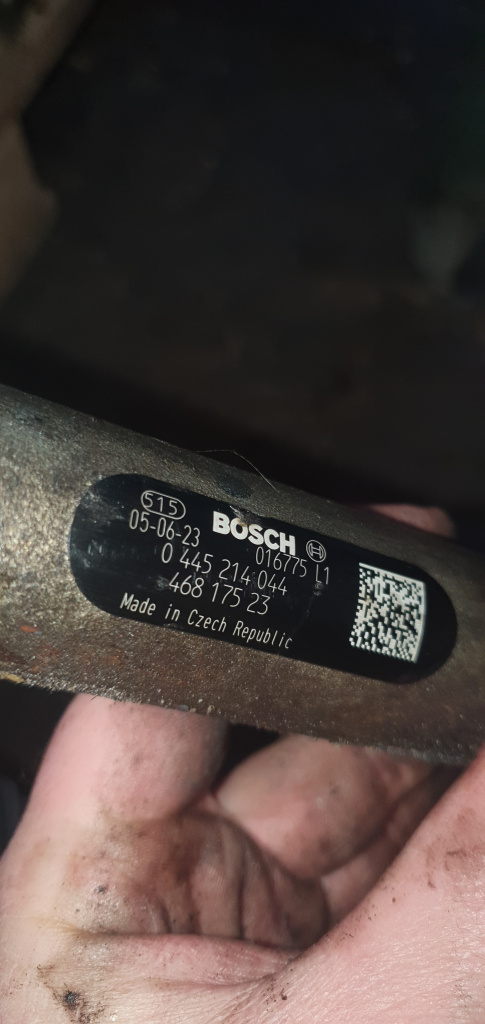 515
05-06-23 BOSCH
016775 L1
0 445 214 044
468 175 23
Made in Czech Republic